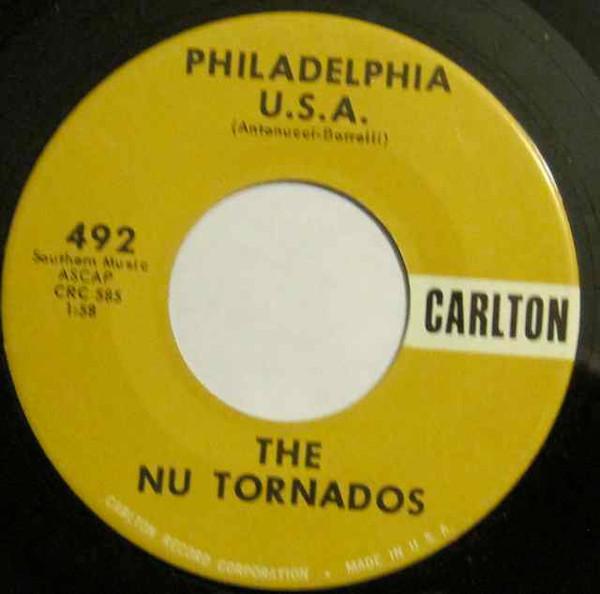 PHILADELPHIA
U.S.A.
(Antonucci-Borrelli)
492
Southern Music
ASCAP
CRC 585
1:58
CARLTON
THE
NU TORNADOS
CARLTON RECORD CORPORATION • MADE IN U.S.A.